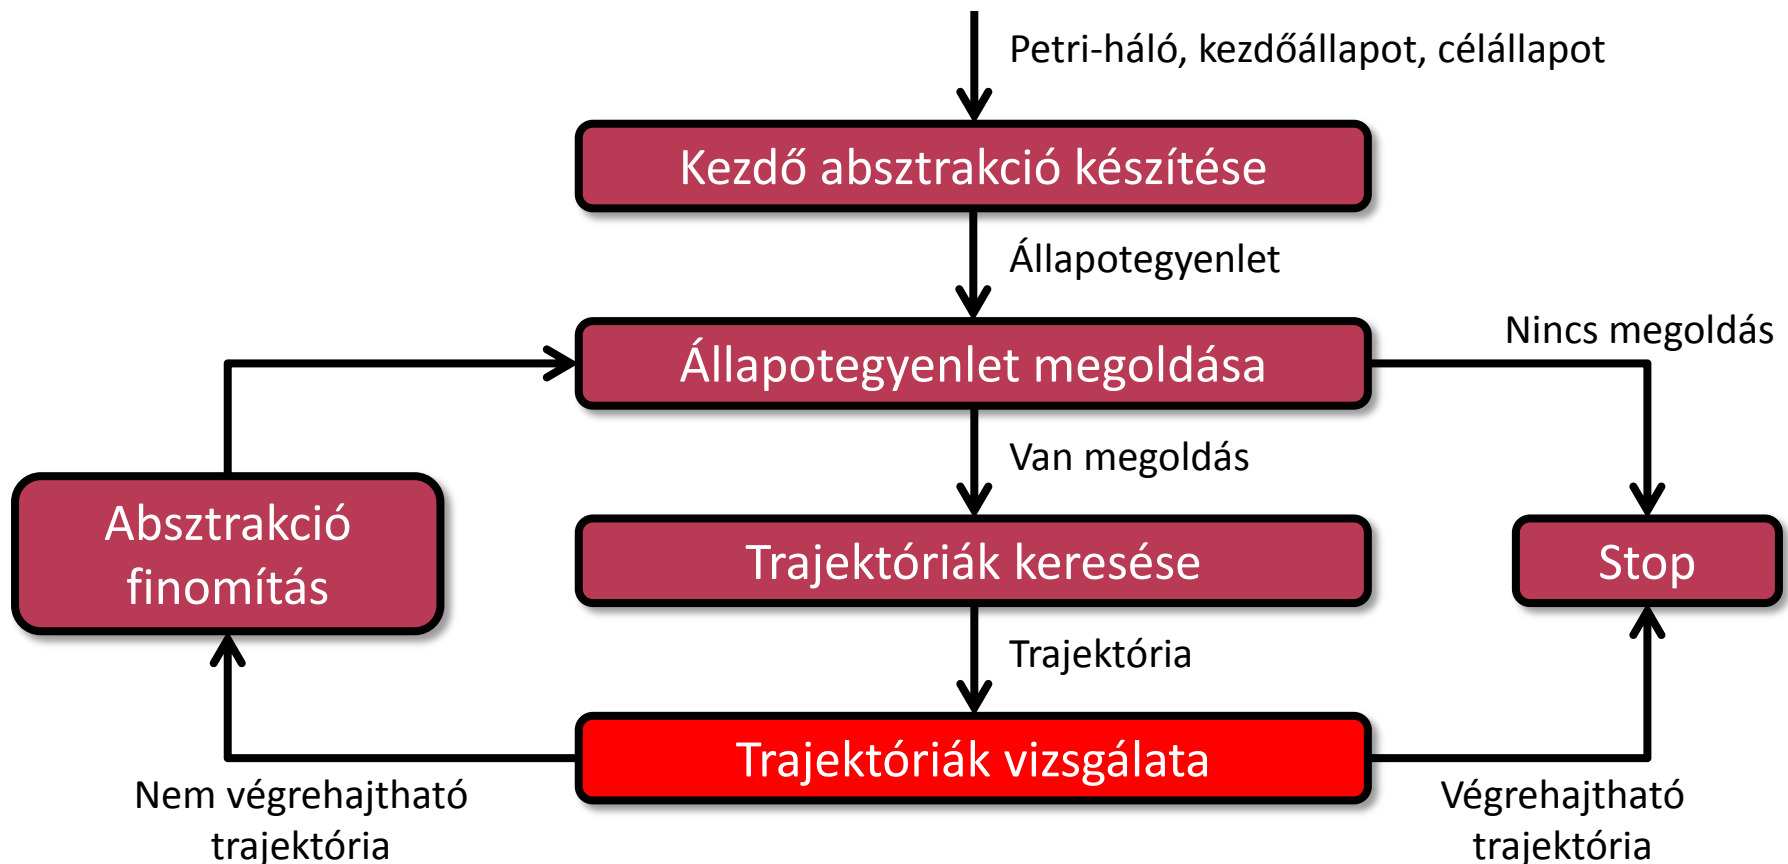 Petri-háló, kezdőállapot, célállapot
Kezdő absztrakció készítése
Állapotegyenlet
Nincs megoldás
Állapotegyenlet megoldása
Van megoldás
Absztrakció
finomítás
Trajektóriák keresése
Stop
Trajektória
Trajektóriák vizsgálata
Nem végrehajtható
trajektória
Végrehajtható
trajektória